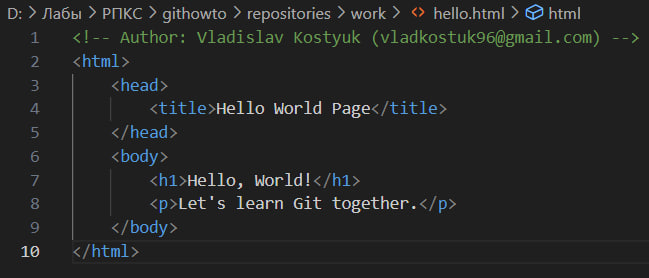 D: > Лабы > РПКС > githowto > repositories > work > <> hello.html > html
1 <!-- Author: Vladislav Kostyuk (vladkostuk96@gmail.com) -->
2 <html>
3     <head>
4         <title>Hello World Page</title>
5     </head>
6     <body>
7         <h1>Hello, World!</h1>
8         <p>Let's learn Git together.</p>
9     </body>
10 </html>